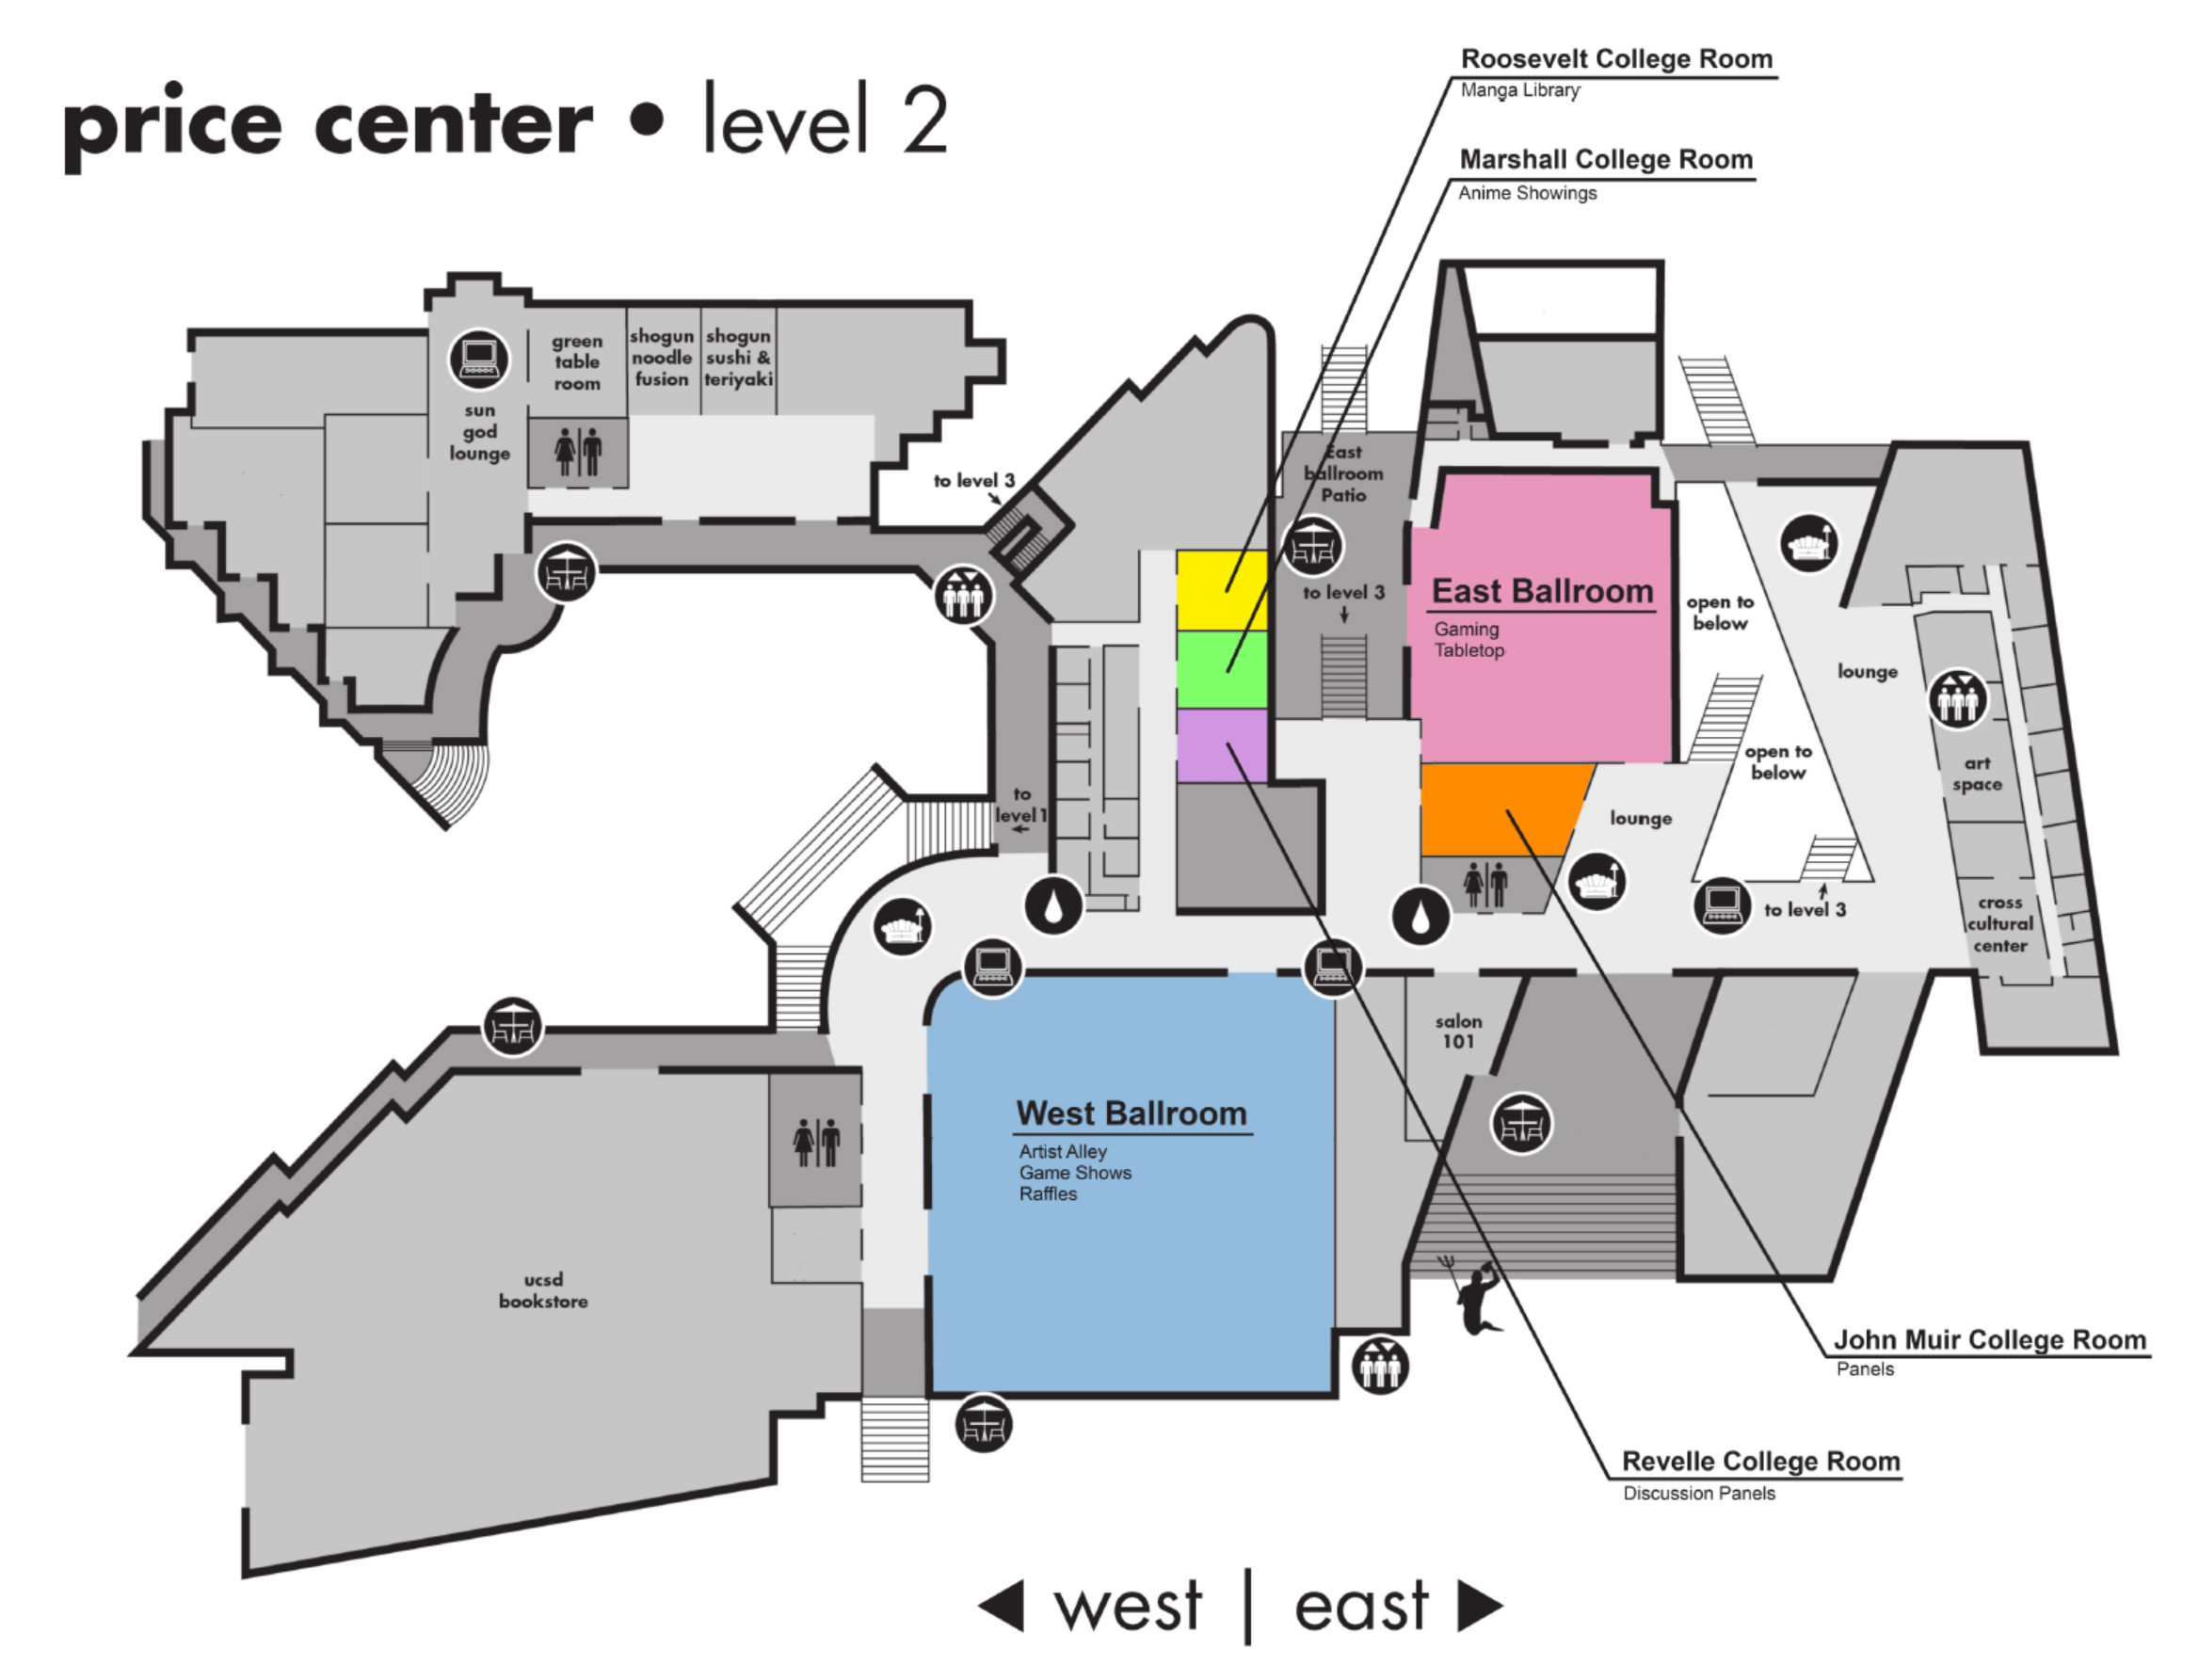 price center • level 2
Roosevelt College Room
Manga Library
Marshall College Room
Anime Showings
sun
god
lounge
green
table
room
shogun
noodle
fusion
shogun
sushi &
teriyaki
to level 3
East
ballroom
Patio
to level 3
East Ballroom
Gaming
Tabletop
open to
below
lounge
open to
below
art
space
lounge
to
level 1
to level 3
cross
cultural
center
salon
101
West Ballroom
Artist Alley
Game Shows
Raffles
ucsd
bookstore
John Muir College Room
Panels
Revelle College Room
Discussion Panels
west | east